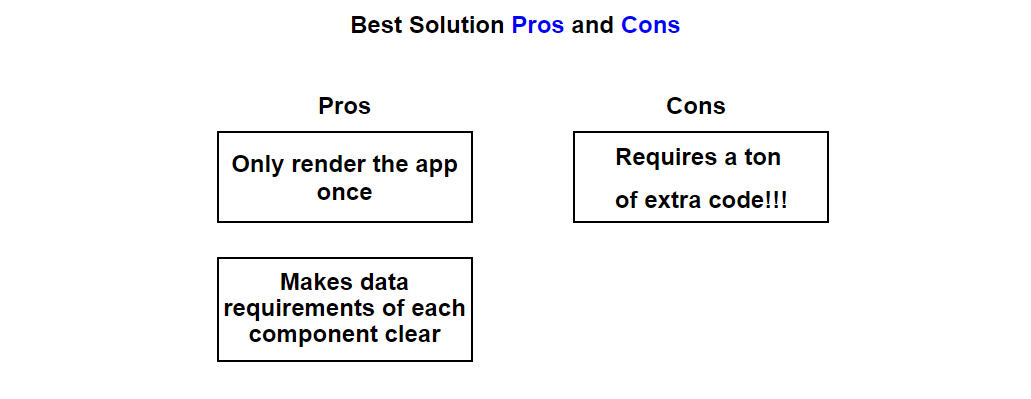 Best Solution Pros and Cons
Pros
Only render the app
once
Makes data
requirements of each
component clear
Cons
Requires a ton
of extra code!!!